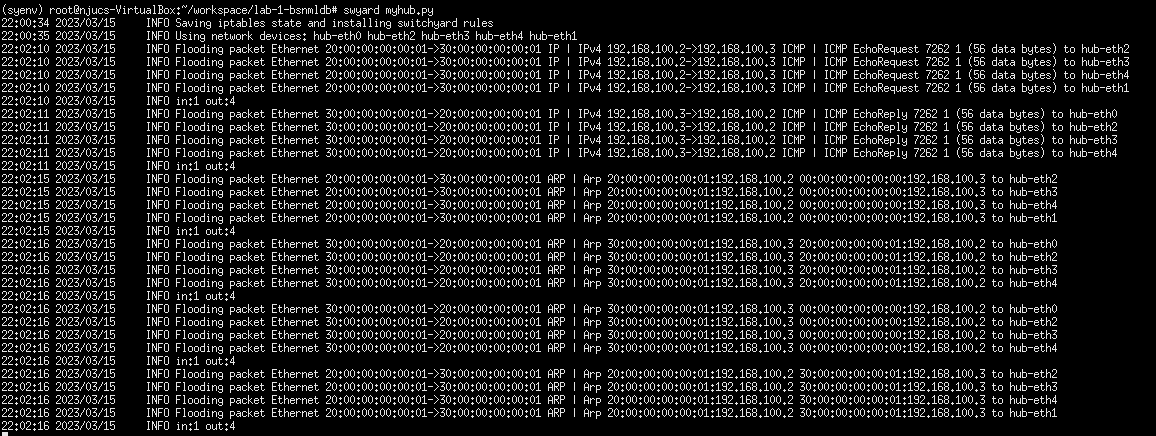 (syenv) root@njucs-VirtualBox:~/workspace/lab-1-bsnmldb# swyard myhub.py
22:00:34 2023/03/15     INFO Saving iptables state and installing switchyard rules
22:00:35 2023/03/15     INFO Using network devices: hub-eth0 hub-eth2 hub-eth3 hub-eth4 hub-eth1
22:02:10 2023/03/15     INFO Flooding packet Ethernet 20:00:00:00:00:01->30:00:00:00:00:01 IP | IPv4 192.168.100.2->192.168.100.3 ICMP | ICMP EchoRequest 7262 1 (56 data bytes) to hub-eth2
22:02:10 2023/03/15     INFO Flooding packet Ethernet 20:00:00:00:00:01->30:00:00:00:00:01 IP | IPv4 192.168.100.2->192.168.100.3 ICMP | ICMP EchoRequest 7262 1 (56 data bytes) to hub-eth3
22:02:10 2023/03/15     INFO Flooding packet Ethernet 20:00:00:00:00:01->30:00:00:00:00:01 IP | IPv4 192.168.100.2->192.168.100.3 ICMP | ICMP EchoRequest 7262 1 (56 data bytes) to hub-eth4
22:02:10 2023/03/15     INFO Flooding packet Ethernet 20:00:00:00:00:01->30:00:00:00:00:01 IP | IPv4 192.168.100.2->192.168.100.3 ICMP | ICMP EchoRequest 7262 1 (56 data bytes) to hub-eth1
22:02:10 2023/03/15     INFO in:1 out:4
22:02:11 2023/03/15     INFO Flooding packet Ethernet 30:00:00:00:00:01->20:00:00:00:00:01 IP | IPv4 192.168.100.3->192.168.100.2 ICMP | ICMP EchoReply 7262 1 (56 data bytes) to hub-eth0
22:02:11 2023/03/15     INFO Flooding packet Ethernet 30:00:00:00:00:01->20:00:00:00:00:01 IP | IPv4 192.168.100.3->192.168.100.2 ICMP | ICMP EchoReply 7262 1 (56 data bytes) to hub-eth2
22:02:11 2023/03/15     INFO Flooding packet Ethernet 30:00:00:00:00:01->20:00:00:00:00:01 IP | IPv4 192.168.100.3->192.168.100.2 ICMP | ICMP EchoReply 7262 1 (56 data bytes) to hub-eth3
22:02:11 2023/03/15     INFO Flooding packet Ethernet 30:00:00:00:00:01->20:00:00:00:00:01 IP | IPv4 192.168.100.3->192.168.100.2 ICMP | ICMP EchoReply 7262 1 (56 data bytes) to hub-eth4
22:02:11 2023/03/15     INFO in:1 out:4
22:02:15 2023/03/15     INFO Flooding packet Ethernet 20:00:00:00:00:01->30:00:00:00:00:01 ARP | Arp 20:00:00:00:00:01:192.168.100.2 00:00:00:00:00:00:192.168.100.3 to hub-eth2
22:02:15 2023/03/15     INFO Flooding packet Ethernet 20:00:00:00:00:01->30:00:00:00:00:01 ARP | Arp 20:00:00:00:00:01:192.168.100.2 00:00:00:00:00:00:192.168.100.3 to hub-eth3
22:02:15 2023/03/15     INFO Flooding packet Ethernet 20:00:00:00:00:01->30:00:00:00:00:01 ARP | Arp 20:00:00:00:00:01:192.168.100.2 00:00:00:00:00:00:192.168.100.3 to hub-eth4
22:02:15 2023/03/15     INFO Flooding packet Ethernet 20:00:00:00:00:01->30:00:00:00:00:01 ARP | Arp 20:00:00:00:00:01:192.168.100.2 00:00:00:00:00:00:192.168.100.3 to hub-eth1
22:02:15 2023/03/15     INFO in:1 out:4
22:02:16 2023/03/15     INFO Flooding packet Ethernet 30:00:00:00:00:01->20:00:00:00:00:01 ARP | Arp 30:00:00:00:00:01:192.168.100.3 20:00:00:00:00:01:192.168.100.2 to hub-eth0
22:02:16 2023/03/15     INFO Flooding packet Ethernet 30:00:00:00:00:01->20:00:00:00:00:01 ARP | Arp 30:00:00:00:00:01:192.168.100.3 20:00:00:00:00:01:192.168.100.2 to hub-eth2
22:02:16 2023/03/15     INFO Flooding packet Ethernet 30:00:00:00:00:01->20:00:00:00:00:01 ARP | Arp 30:00:00:00:00:01:192.168.100.3 20:00:00:00:00:01:192.168.100.2 to hub-eth3
22:02:16 2023/03/15     INFO Flooding packet Ethernet 30:00:00:00:00:01->20:00:00:00:00:01 ARP | Arp 30:00:00:00:00:01:192.168.100.3 20:00:00:00:00:01:192.168.100.2 to hub-eth4
22:02:16 2023/03/15     INFO in:1 out:4
22:02:16 2023/03/15     INFO Flooding packet Ethernet 30:00:00:00:00:01->20:00:00:00:00:01 ARP | Arp 30:00:00:00:00:01:192.168.100.3 00:00:00:00:00:00:192.168.100.2 to hub-eth0
22:02:16 2023/03/15     INFO Flooding packet Ethernet 30:00:00:00:00:01->20:00:00:00:00:01 ARP | Arp 30:00:00:00:00:01:192.168.100.3 00:00:00:00:00:00:192.168.100.2 to hub-eth2
22:02:16 2023/03/15     INFO Flooding packet Ethernet 30:00:00:00:00:01->20:00:00:00:00:01 ARP | Arp 30:00:00:00:00:01:192.168.100.3 00:00:00:00:00:00:192.168.100.2 to hub-eth3
22:02:16 2023/03/15     INFO Flooding packet Ethernet 30:00:00:00:00:01->20:00:00:00:00:01 ARP | Arp 30:00:00:00:00:01:192.168.100.3 00:00:00:00:00:00:192.168.100.2 to hub-eth4
22:02:16 2023/03/15     INFO in:1 out:4
22:02:16 2023/03/15     INFO Flooding packet Ethernet 20:00:00:00:00:01->30:00:00:00:00:01 ARP | Arp 20:00:00:00:00:01:192.168.100.2 30:00:00:00:00:01:192.168.100.3 to hub-eth2
22:02:16 2023/03/15     INFO Flooding packet Ethernet 20:00:00:00:00:01->30:00:00:00:00:01 ARP | Arp 20:00:00:00:00:01:192.168.100.2 30:00:00:00:00:01:192.168.100.3 to hub-eth3
22:02:16 2023/03/15     INFO Flooding packet Ethernet 20:00:00:00:00:01->30:00:00:00:00:01 ARP | Arp 20:00:00:00:00:01:192.168.100.2 30:00:00:00:00:01:192.168.100.3 to hub-eth4
22:02:16 2023/03/15     INFO Flooding packet Ethernet 20:00:00:00:00:01->30:00:00:00:00:01 ARP | Arp 20:00:00:00:00:01:192.168.100.2 30:00:00:00:00:01:192.168.100.3 to hub-eth1
22:02:16 2023/03/15     INFO in:1 out:4